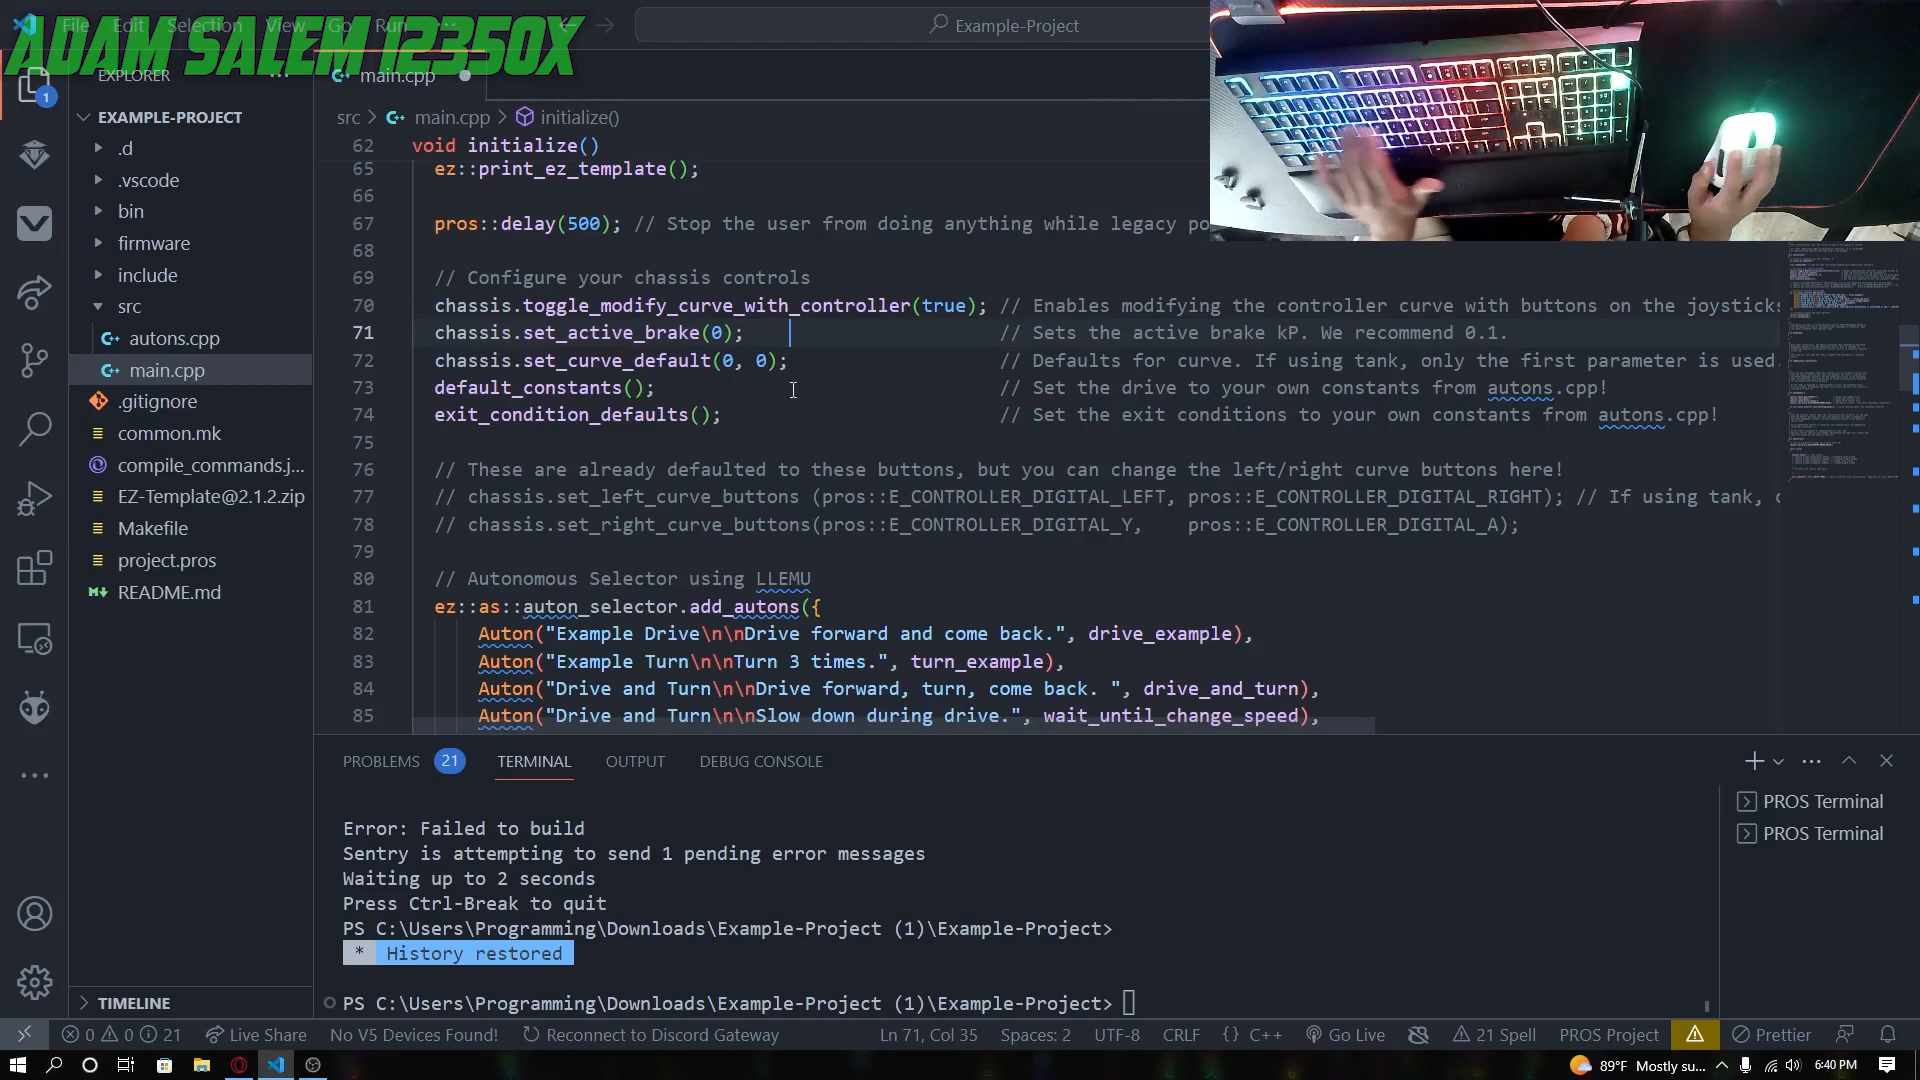 ADAM SALEM 12350X
File Edit Selection View Go Run ...
Example-Project
EXPLORER ...
main.cpp
1
EXAMPLE-PROJECT
.d
.vscode
bin
firmware
include
src
autons.cpp
main.cpp
.gitignore
common.mk
compile_commands.j...
EZ-Template@2.1.2.zip
Makefile
project.pros
README.md
TIMELINE
src > main.cpp > initialize()
62 void initialize()
65 ez::print_ez_template();
66
67 pros::delay(500); // Stop the user from doing anything while legacy po
68
69 // Configure your chassis controls
70 chassis.toggle_modify_curve_with_controller(true); // Enables modifying the controller curve with buttons on the joysticks
71 chassis.set_active_brake(0); // Sets the active brake kP. We recommend 0.1.
72 chassis.set_curve_default(0, 0); // Defaults for curve. If using tank, only the first parameter is used.
73 default_constants(); // Set the drive to your own constants from autons.cpp!
74 exit_condition_defaults(); // Set the exit conditions to your own constants from autons.cpp!
75
76 // These are already defaulted to these buttons, but you can change the left/right curve buttons here!
77 // chassis.set_left_curve_buttons (pros::E_CONTROLLER_DIGITAL_LEFT, pros::E_CONTROLLER_DIGITAL_RIGHT); // If using tank,
78 // chassis.set_right_curve_buttons(pros::E_CONTROLLER_DIGITAL_Y, pros::E_CONTROLLER_DIGITAL_A);
79
80 // Autonomous Selector using LLEMU
81 ez::as::auton_selector.add_autons({
82 Auton("Example Drive\n\nDrive forward and come back.", drive_example),
83 Auton("Example Turn\n\nTurn 3 times.", turn_example),
84 Auton("Drive and Turn\n\nDrive forward, turn, come back. ", drive_and_turn),
85 Auton("Drive and Turn\n\nSlow down during drive.", wait_until_change_speed),
PROBLEMS 21 TERMINAL OUTPUT DEBUG CONSOLE
Error: Failed to build
Sentry is attempting to send 1 pending error messages
Waiting up to 2 seconds
Press Ctrl-Break to quit
PS C:\Users\Programming\Downloads\Example-Project (1)\Example-Project>
* History restored
PS C:\Users\Programming\Downloads\Example-Project (1)\Example-Project>
PROS Terminal
PROS Terminal
0 0 21 Live Share No V5 Devices Found! Reconnect to Discord Gateway Ln 71, Col 35 Spaces: 2 UTF-8 CRLF {} C++ Go Live 21 Spell PROS Project Prettier
89°F Mostly su... 6:40 PM